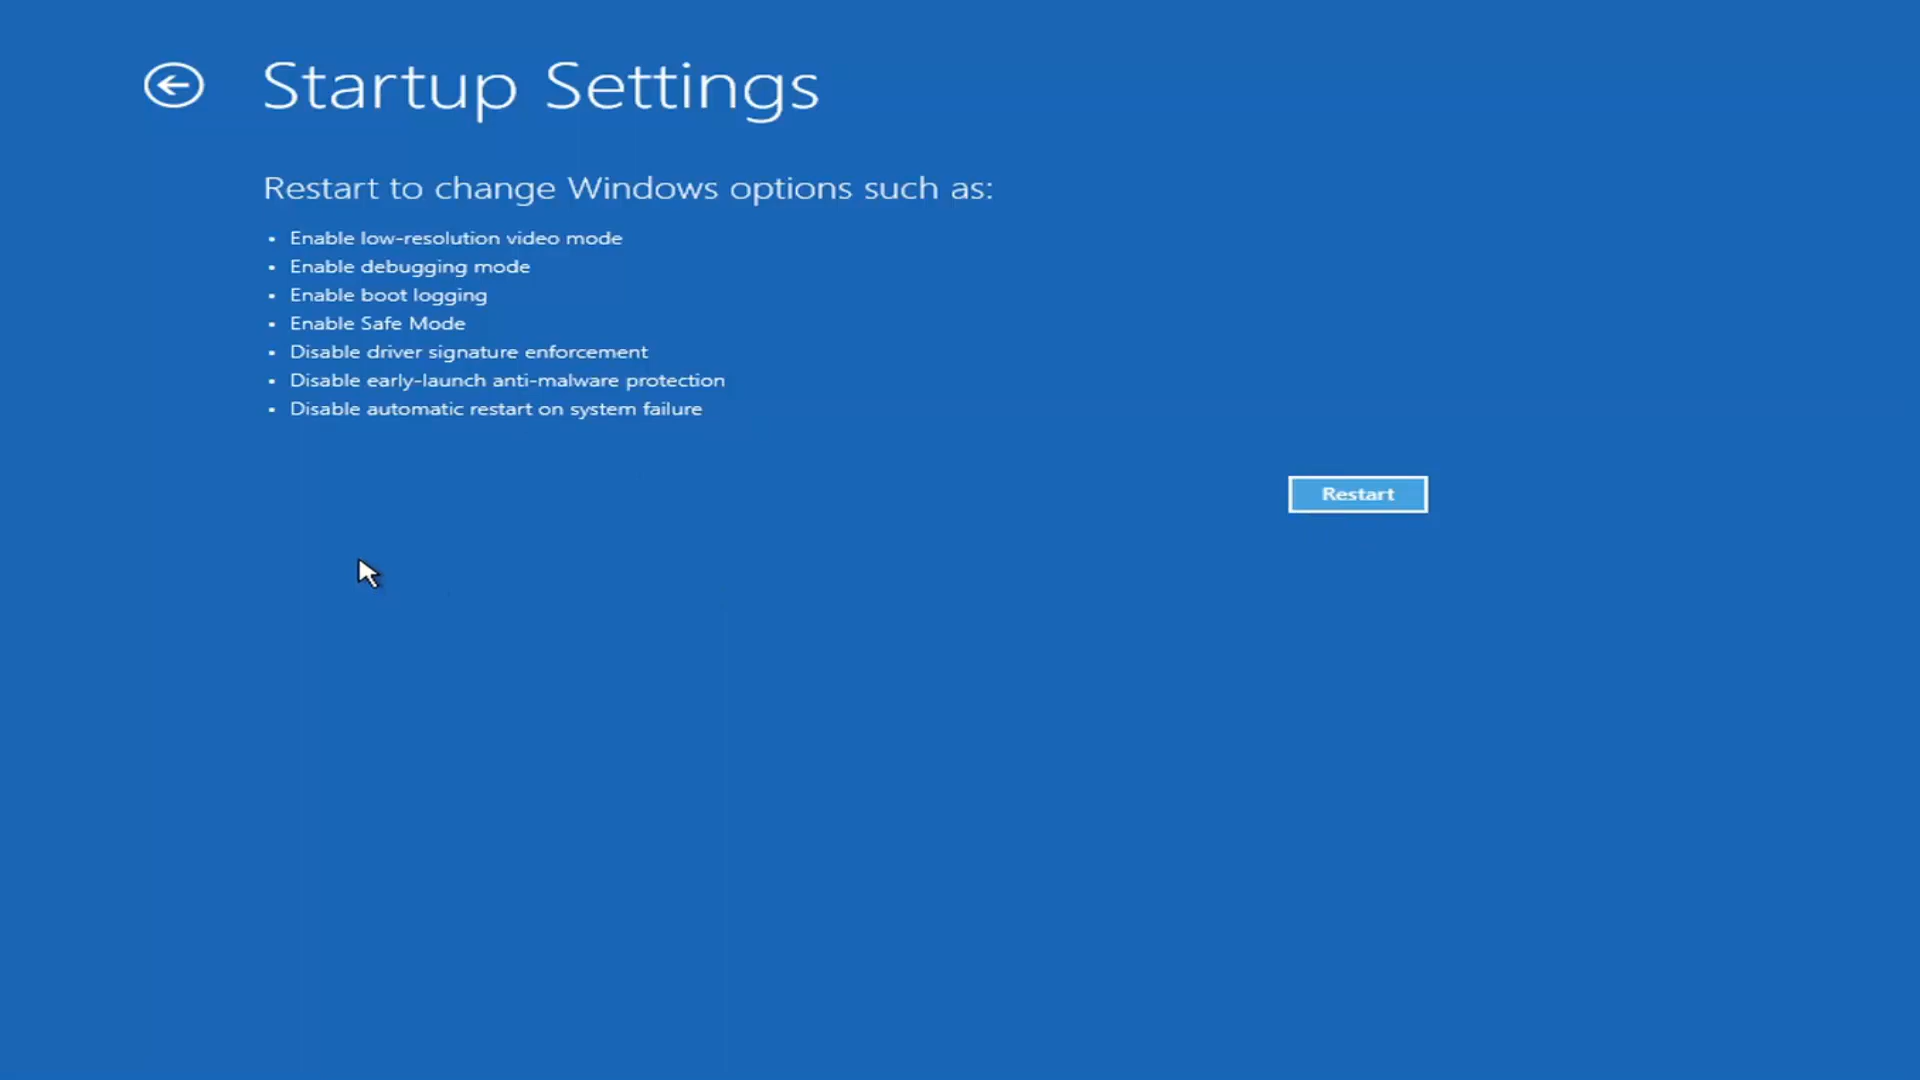 Startup Settings
Restart to change Windows options such as:
• Enable low-resolution video mode
• Enable debugging mode
• Enable boot logging
• Enable Safe Mode
• Disable driver signature enforcement
• Disable early-launch anti-malware protection
• Disable automatic restart on system failure
Restart